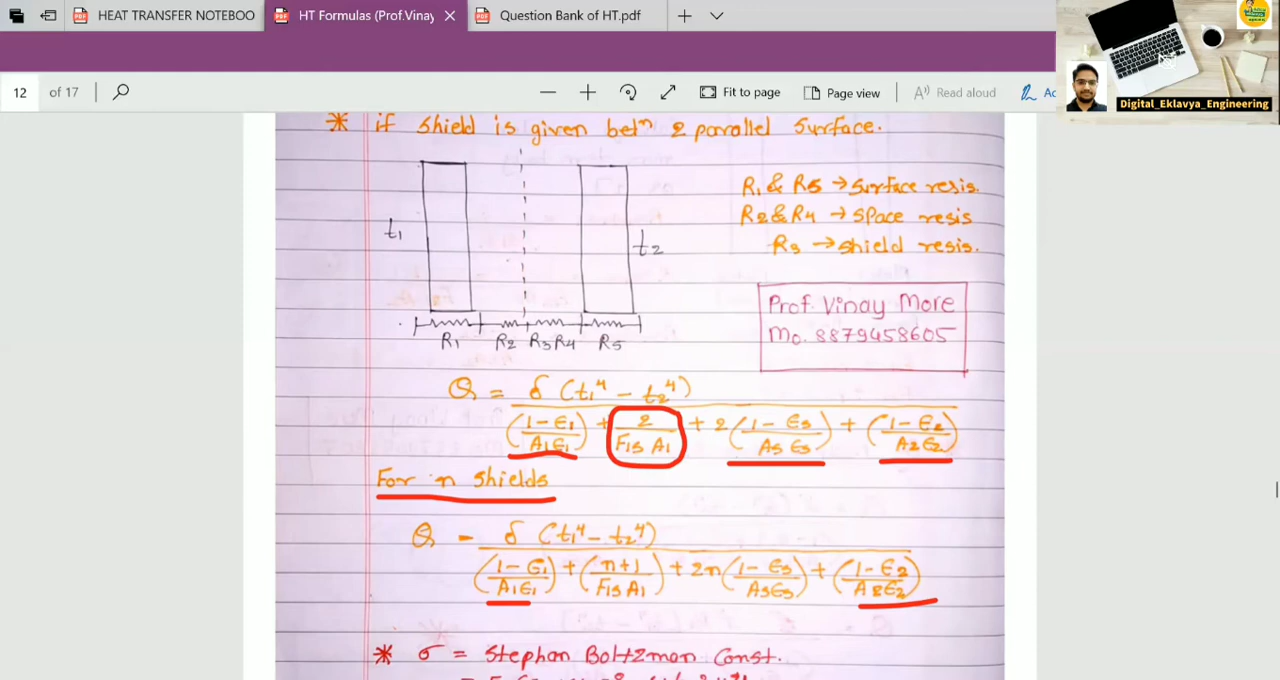 HEAT TRANSFER NOTEBOO
HT Formulas (Prof.Vinay
Question Bank of HT.pdf
12 of 17
Fit to page
Page view
Read aloud
Digital_Eklavya_Engineering
* if shield is given betⁿ 2 parallel surface.
R1 & R5 → surface resis.
R2 & R4 → space resis
R3 → shield resis.
t1
t2
Prof. Vinay More
Mo. 8879458605
R1 R2 R3 R4 R5
Q = δ (t1⁴ - t2⁴)
(1-ϵ1 / A1ϵ1) + 2 / F1s A1 + 2 (1-ϵs / As ϵs) + (1-ϵ2 / A2ϵ2)
For n shields
Q = δ (t1⁴ - t2⁴)
(1-ϵ1 / A1ϵ1) + (n+1 / F1s A1) + 2n (1-ϵs / Asϵs) + (1-ϵ2 / A2ϵ2)
* σ = Stephan Boltzman Const.